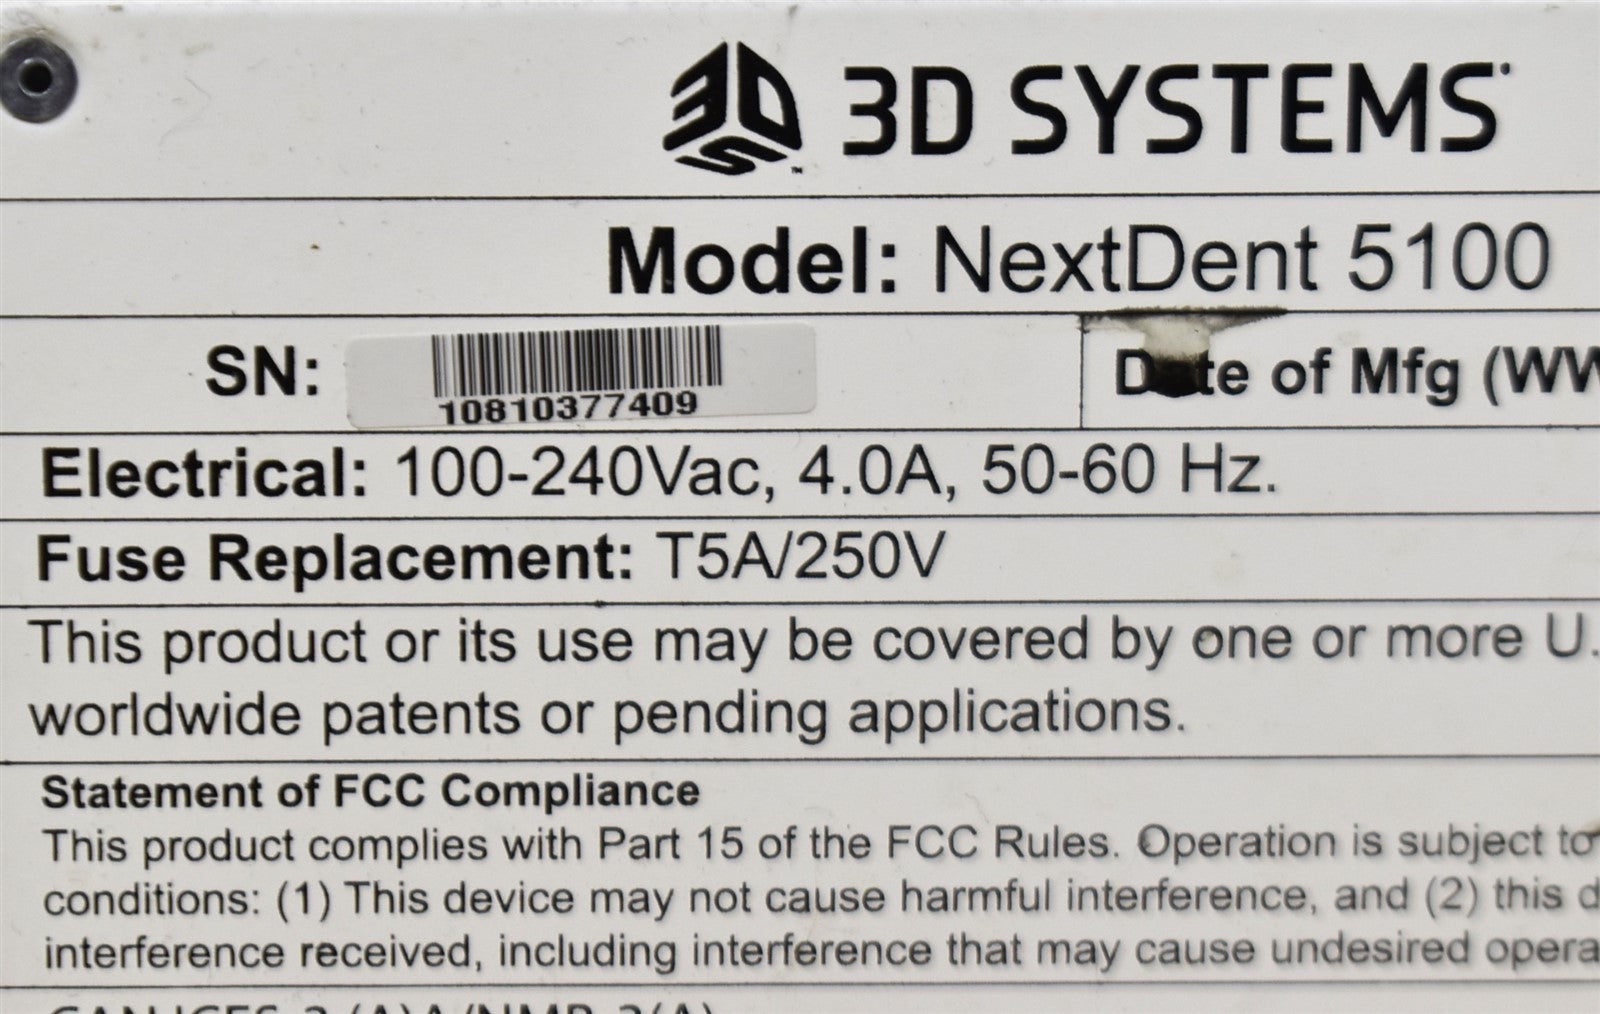 3D SYSTEMS
Model: NextDent 5100
SN: 10810377409 Date of Mfg (WW
Electrical: 100-240Vac, 4.0A, 50-60 Hz.
Fuse Replacement: T5A/250V
This product or its use may be covered by one or more U.
worldwide patents or pending applications.
Statement of FCC Compliance
This product complies with Part 15 of the FCC Rules. Operation is subject to
conditions: (1) This device may not cause harmful interference, and (2) this d
interference received, including interference that may cause undesired opera